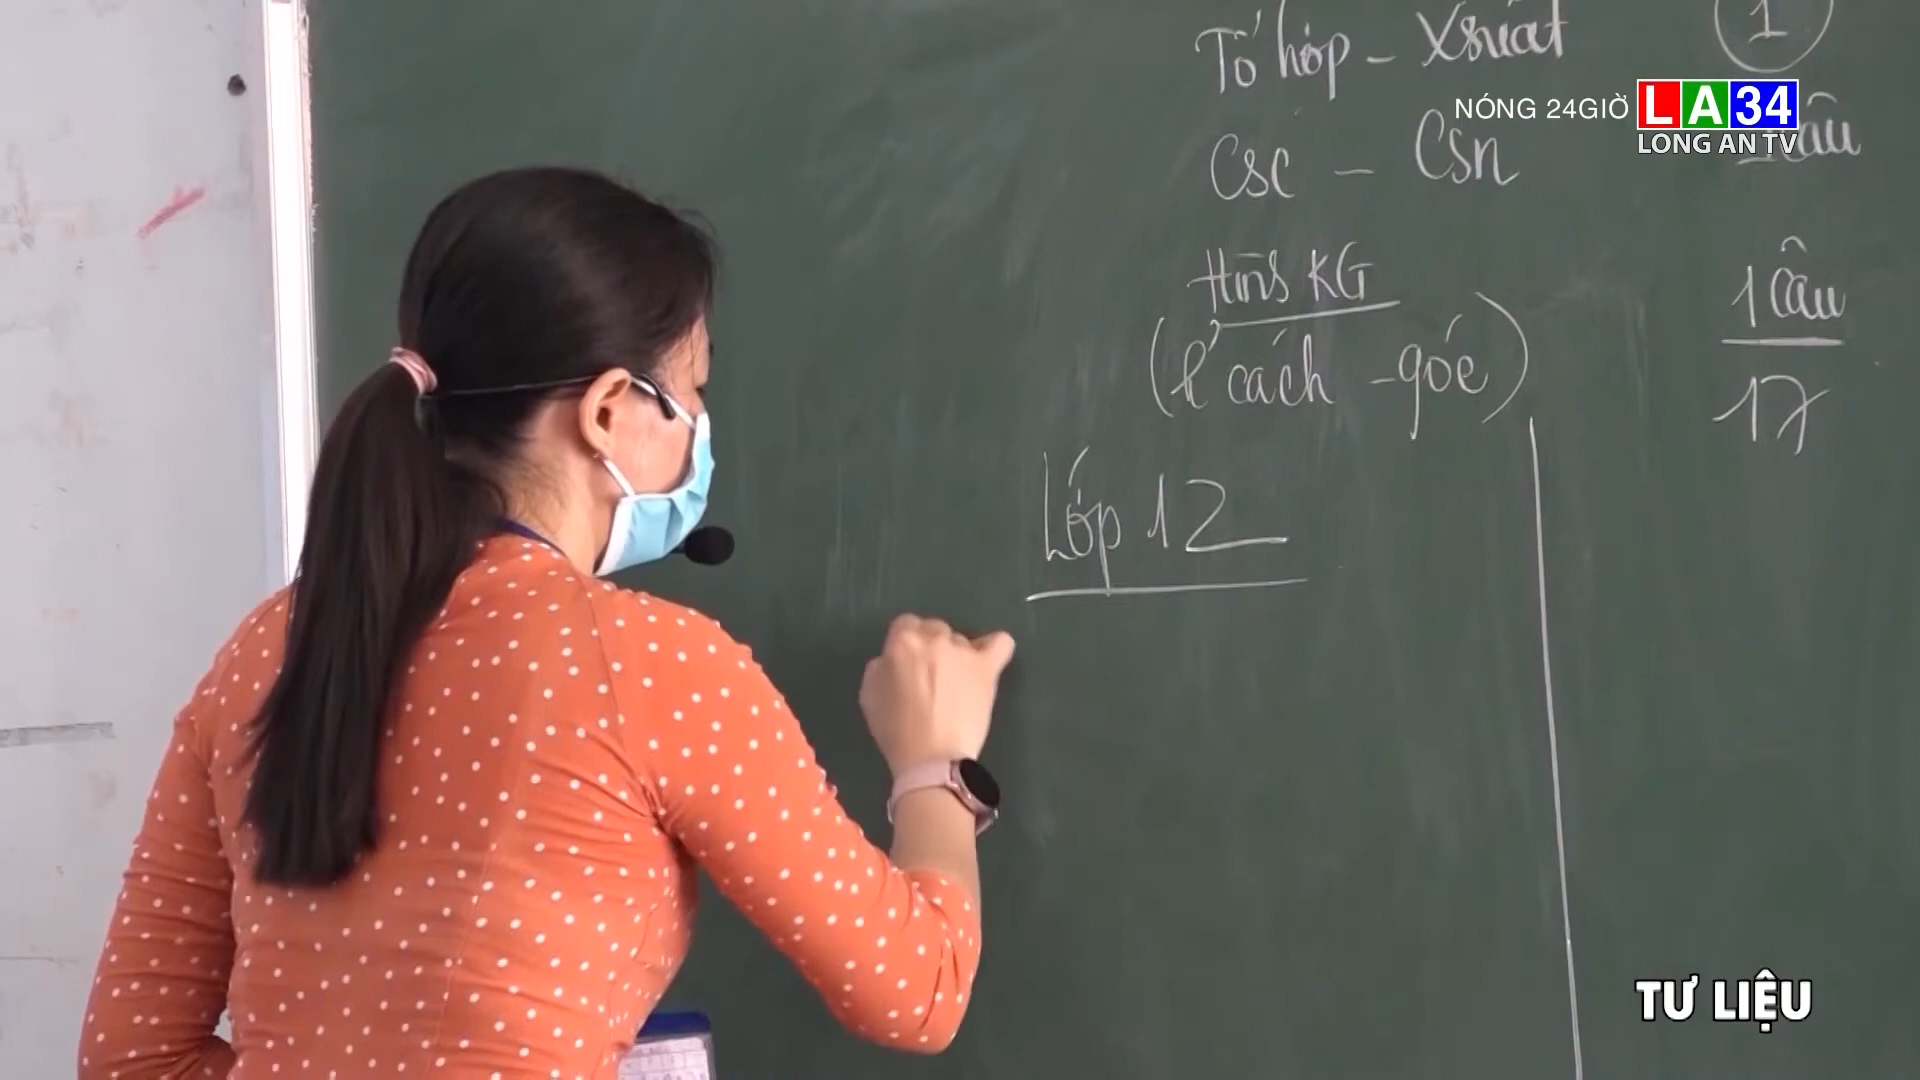 Tổ hợp - Xsuất 1
NÓNG 24GIỜ LA34
LONG AN TV
Csc - Csn câu
Hình KG 1 câu
(k/ cách - góc) 17
Lớp 12
TƯ LIỆU